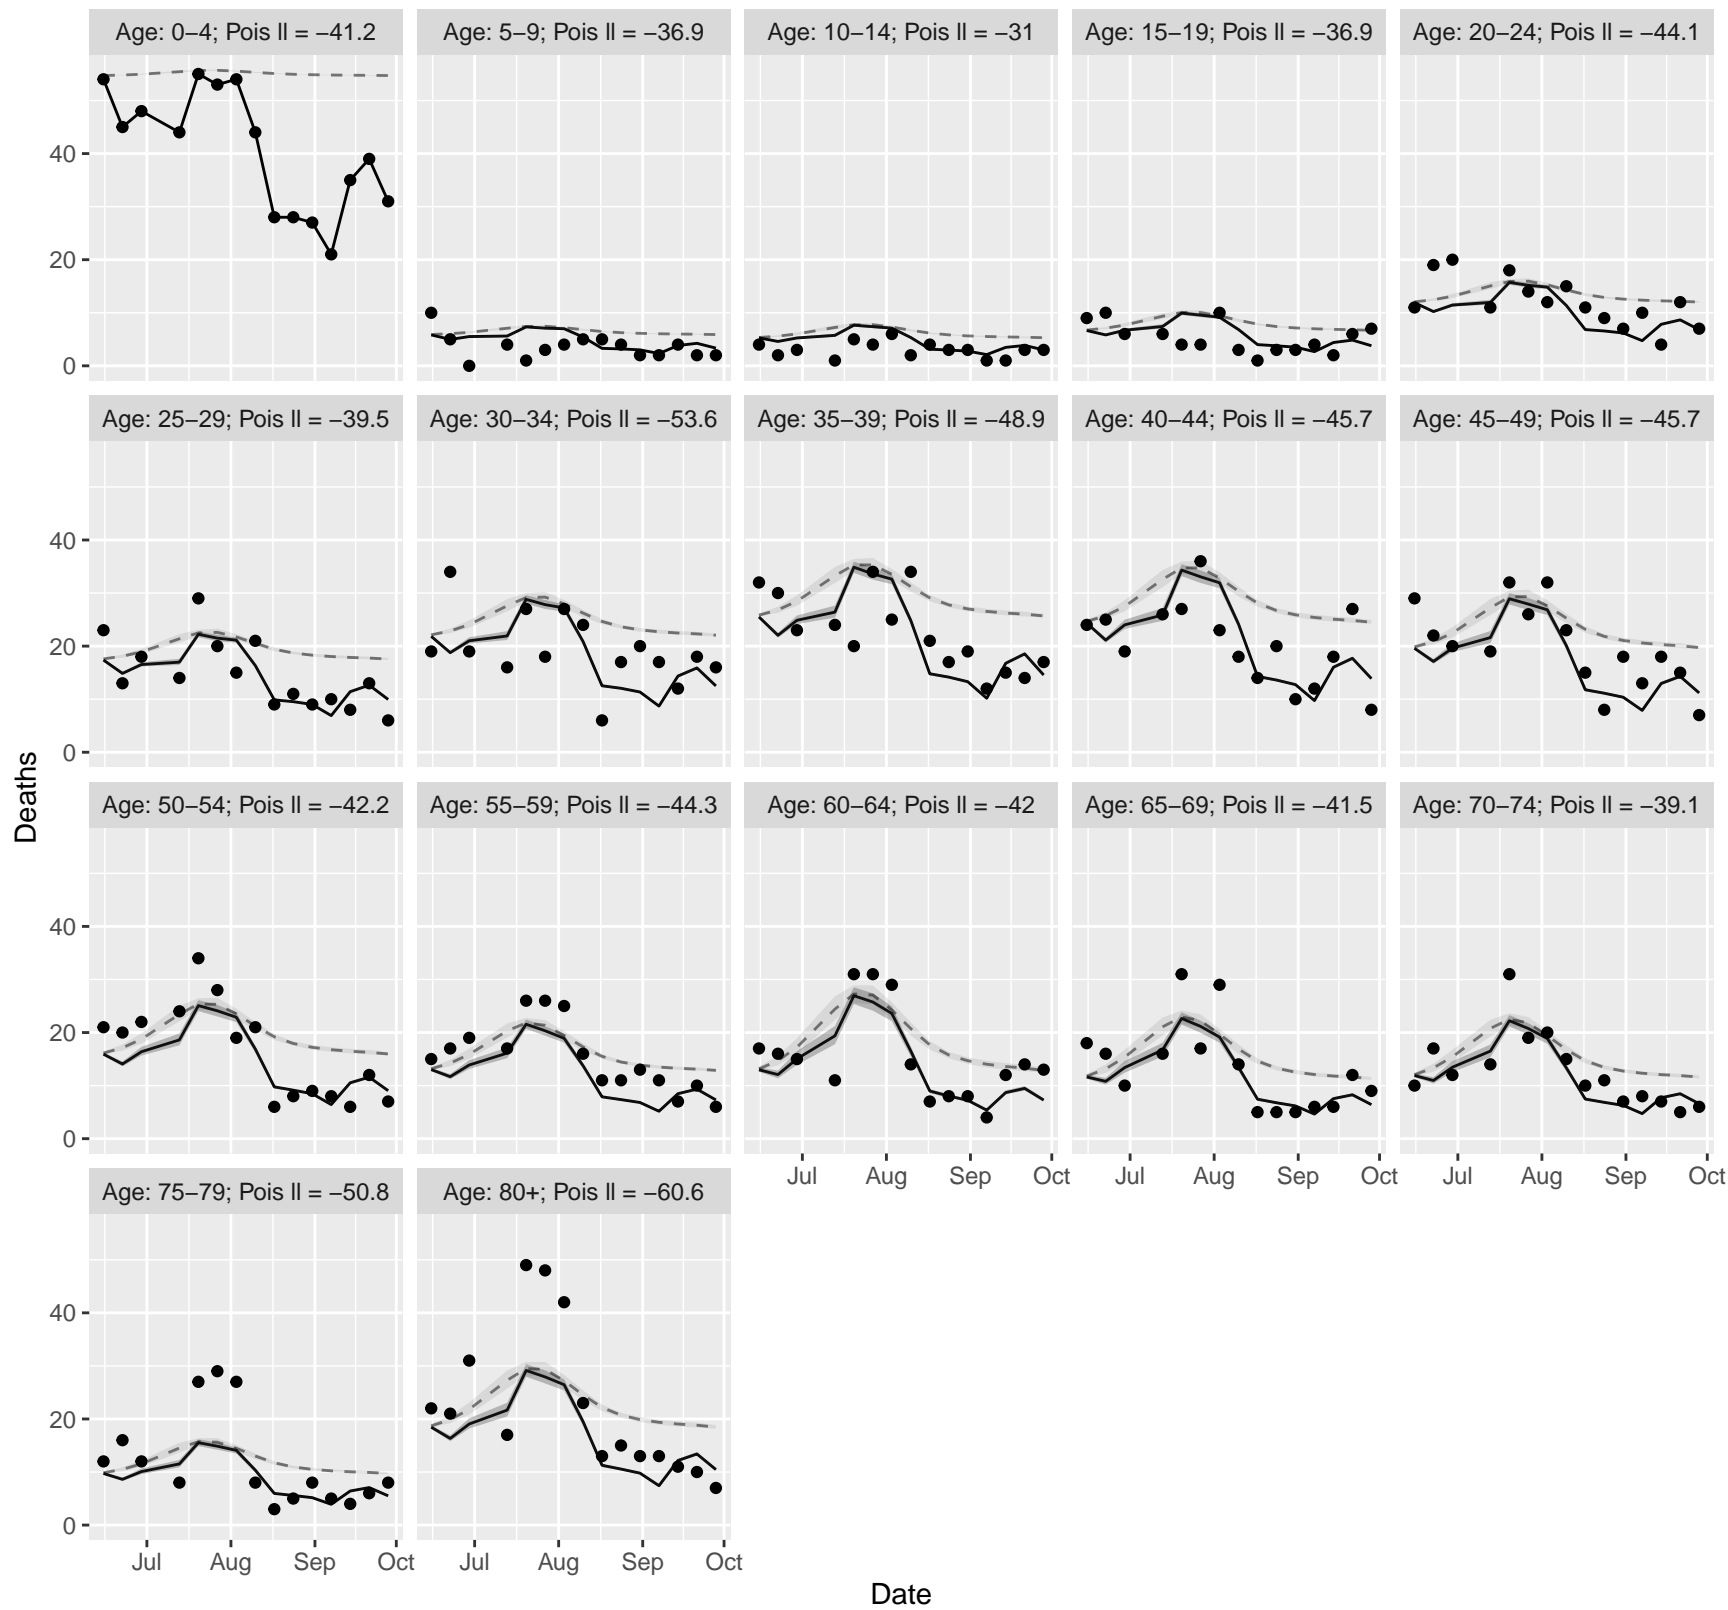 Age: 0−4; Pois ll = −41.2
Age: 5−9; Pois ll = −36.9
Age: 10−14; Pois ll = −31
Age: 15−19; Pois ll = −36.9
Age: 20−24; Pois ll = −44.1
40
20
0
Age: 25−29; Pois ll = −39.5
Age: 30−34; Pois ll = −53.6
Age: 35−39; Pois ll = −48.9
Age: 40−44; Pois ll = −45.7
Age: 45−49; Pois ll = −45.7
40
20
0
Deaths
Age: 50−54; Pois ll = −42.2
Age: 55−59; Pois ll = −44.3
Age: 60−64; Pois ll = −42
Age: 65−69; Pois ll = −41.5
Age: 70−74; Pois ll = −39.1
40
20
0
Jul Aug Sep Oct
Jul Aug Sep Oct
Jul Aug Sep Oct
Age: 75−79; Pois ll = −50.8
Age: 80+; Pois ll = −60.6
40
20
0
Jul Aug Sep Oct
Jul Aug Sep Oct
Date